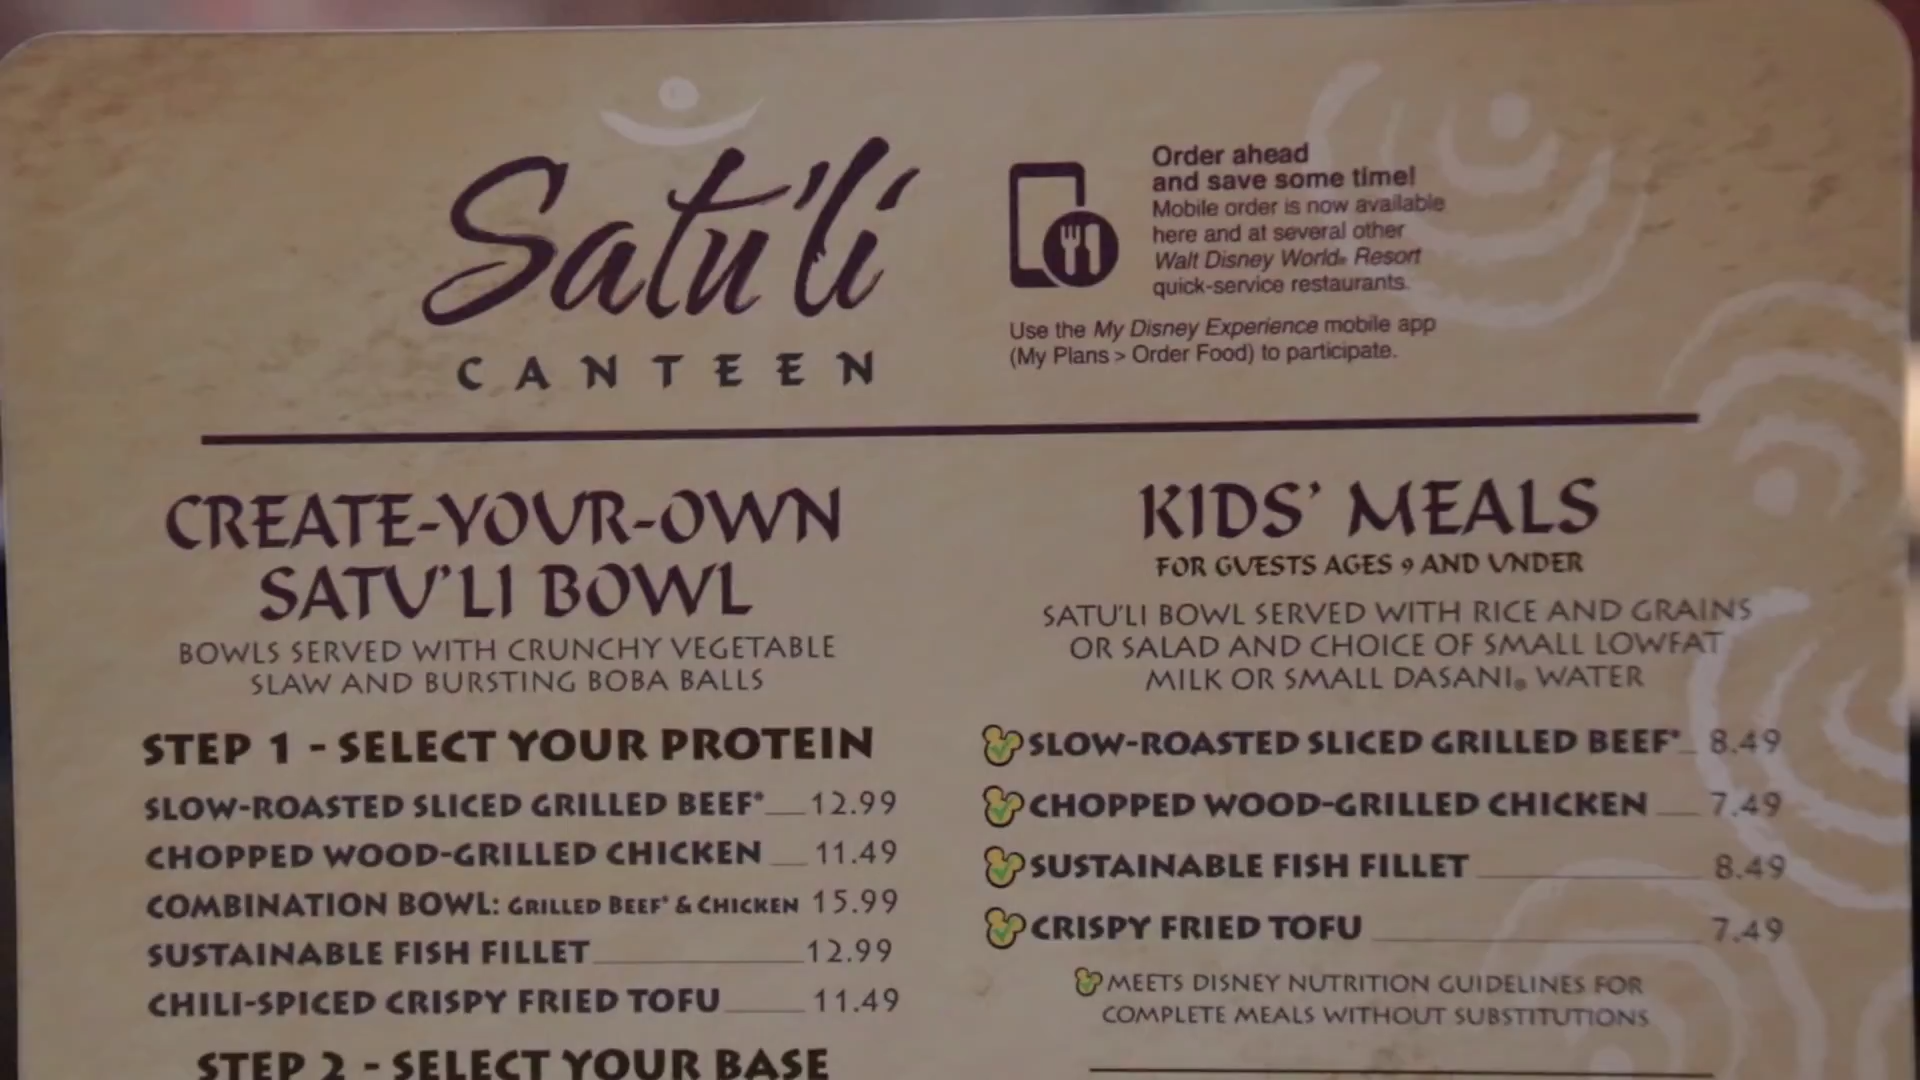 Satu'li
CANTEEN
Order ahead
and save some time!
Mobile order is now available
here and at several other
Walt Disney World® Resort
quick-service restaurants.
Use the My Disney Experience mobile app
(My Plans > Order Food) to participate.
CREATE-YOUR-OWN
SATU'LI BOWL
BOWLS SERVED WITH CRUNCHY VEGETABLE
SLAW AND BURSTING BOBA BALLS
STEP 1 - SELECT YOUR PROTEIN
SLOW-ROASTED SLICED GRILLED BEEF* 12.99
CHOPPED WOOD-GRILLED CHICKEN 11.49
COMBINATION BOWL: GRILLED BEEF* & CHICKEN 15.99
SUSTAINABLE FISH FILLET 12.99
CHILI-SPICED CRISPY FRIED TOFU 11.49
STEP 2 - SELECT YOUR BASE
KIDS' MEALS
FOR GUESTS AGES 9 AND UNDER
SATU'LI BOWL SERVED WITH RICE AND GRAINS
OR SALAD AND CHOICE OF SMALL LOWFAT
MILK OR SMALL DASANI® WATER
SLOW-ROASTED SLICED GRILLED BEEF* 8.49
CHOPPED WOOD-GRILLED CHICKEN 7.49
SUSTAINABLE FISH FILLET 8.49
CRISPY FRIED TOFU 7.49
MEETS DISNEY NUTRITION GUIDELINES FOR
COMPLETE MEALS WITHOUT SUBSTITUTIONS